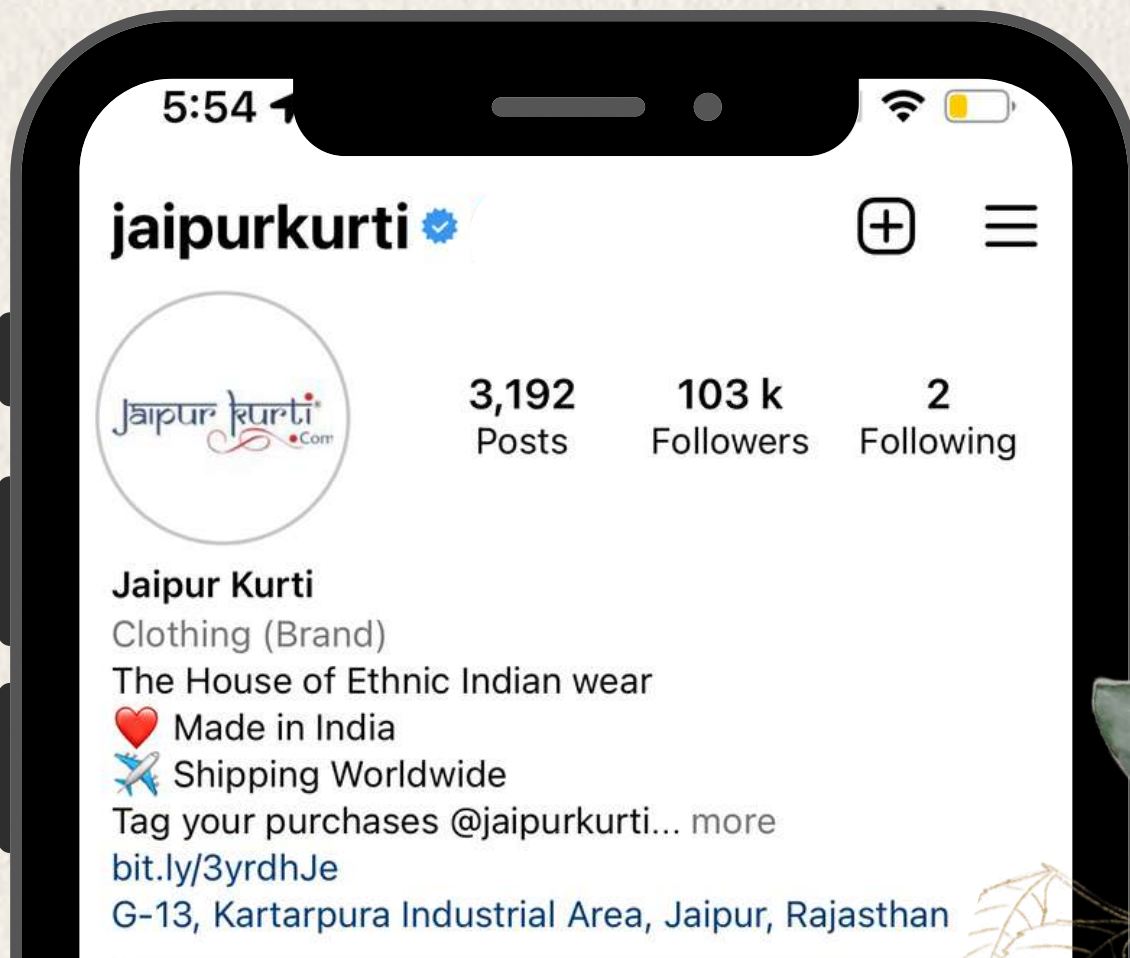 5:54
jaipurkurti
Jaipur kurti
.Com
3,192 103 k 2
Posts Followers Following
Jaipur Kurti
Clothing (Brand)
The House of Ethnic Indian wear
❤️ Made in India
✈️ Shipping Worldwide
Tag your purchases @jaipurkurti... more
bit.ly/3yrdhJe
G-13, Kartarpura Industrial Area, Jaipur, Rajasthan